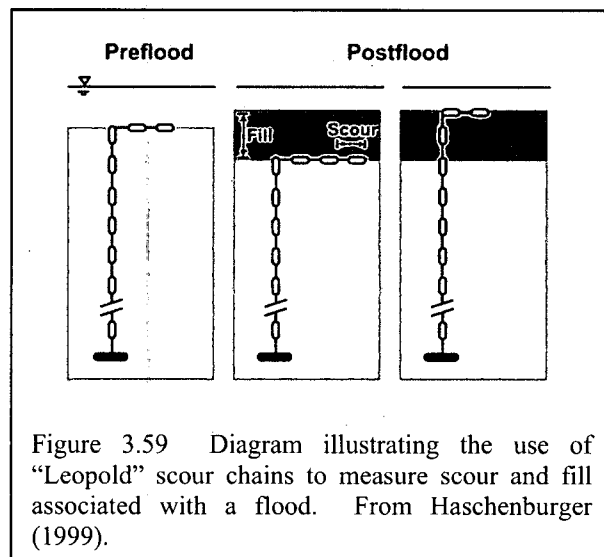 Preflood
Postflood
Fill
Scour
Figure 3.59 Diagram illustrating the use of
“Leopold” scour chains to measure scour and fill
associated with a flood. From Haschenburger
(1999).